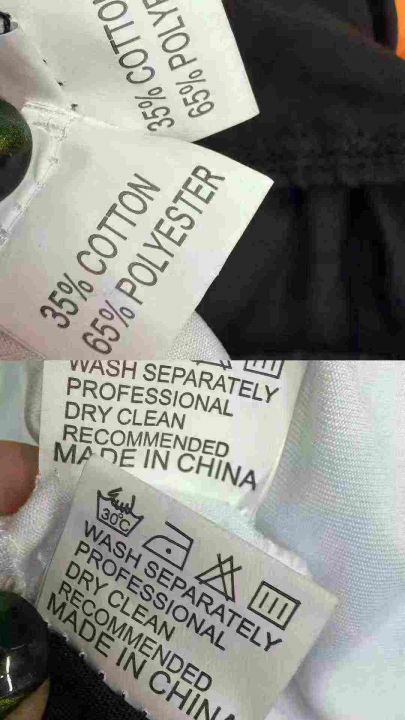 35% COTTO
65% POLYE
35% COTTON
65% POLYESTER
WASH SEPARATELY
PROFESSIONAL
DRY CLEAN
RECOMMENDED
MADE IN CHINA
30°C
WASH SEPARATELY
PROFESSIONAL
DRY CLEAN
RECOMMENDED
MADE IN CHINA